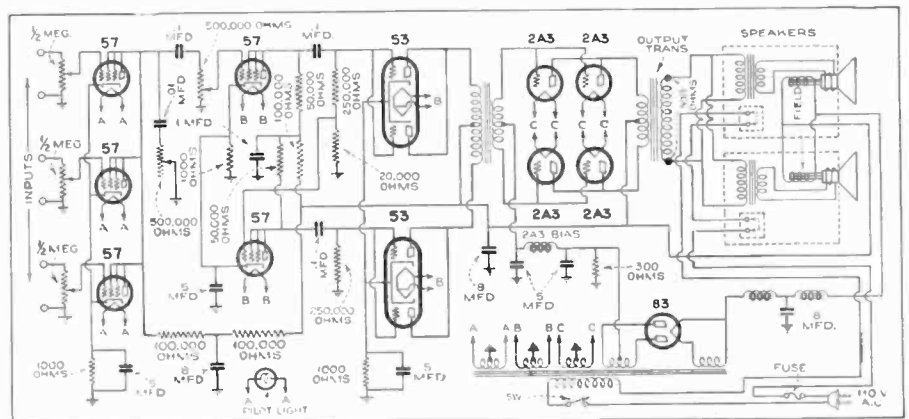 ½ MEG.
57
.1 MFD
500,000 OHMS
57
.1 MFD.
53
2A3
2A3
OUTPUT TRANS
SPEAKERS
FIELD
A A
.01 MFD
.1 MFD
1000 OHMS
B B
100,000 OHMS
50,000 OHMS
250,000 OHMS
B
C C
C C
INPUTS
½ MEG
57
A A
500,000 OHMS
50,000 OHMS
20,000 OHMS
53
2A3
2A3
2A3 BIAS
½ MEG
57
A A
57
B B
.1 MFD
250,000 OHMS
B
8 MFD
5 MFD
300 OHMS
5 MFD
83
8 MFD.
100,000 OHMS
100,000 OHMS
1000 OHMS
5 MFD
8 MFD
A A
PILOT LIGHT
1000 OHMS
5 MFD.
A A B B C C
SW
FUSE
110 V. A.C.